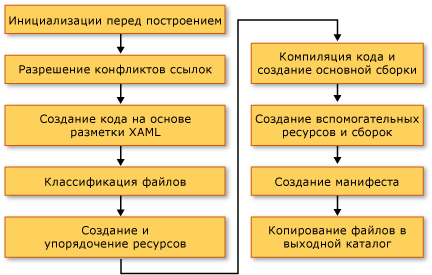 Инициализации перед построением
Разрешение конфликтов ссылок
Создание кода на основе
разметки XAML
Классификация файлов
Создание и
упорядочение ресурсов
Компиляция кода и
создание основной сборки
Создание вспомогательных
ресурсов и сборок
Создание манифеста
Копирование файлов в
выходной каталог